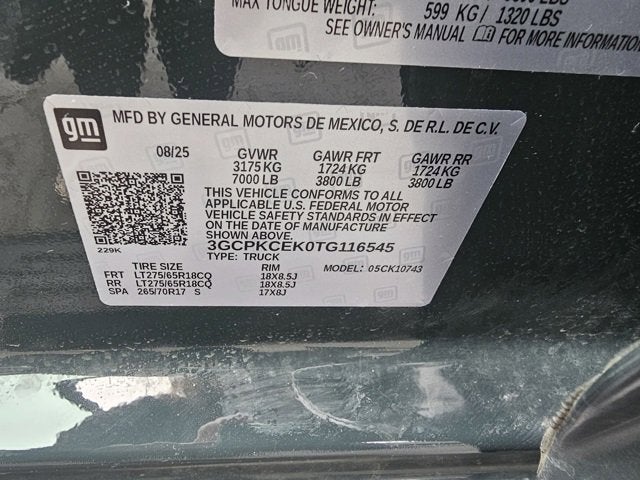 MAX TONGUE WEIGHT: 599 KG/ 1320 LBS
SEE OWNER'S MANUAL FOR MORE INFORMATION
gm MFD BY GENERAL MOTORS DE MEXICO, S. DE R.L. DE C.V.
08/25 GVWR GAWR FRT GAWR RR
3175 KG 1724 KG 1724 KG
7000 LB 3800 LB 3800 LB
THIS VEHICLE CONFORMS TO ALL
APPLICABLE U.S. FEDERAL MOTOR
VEHICLE SAFETY STANDARDS IN EFFECT
ON THE DATE OF MANUFACTURE
SHOWN ABOVE.
229K 3GCPKCEK0TG116545
TYPE: TRUCK
TIRE SIZE RIM MODEL: 05CK10743
FRT LT275/65R18CQ 18X8.5J
RR LT275/65R18CQ 18X8.5J
SPA 265/70R17 S 17X8J